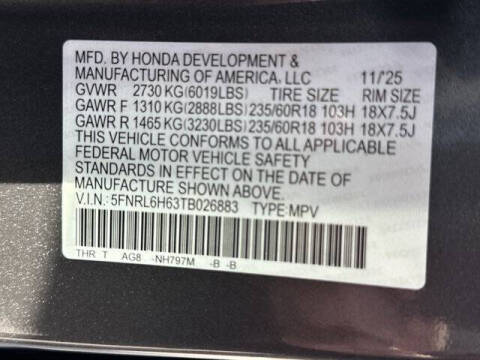 MFD. BY HONDA DEVELOPMENT &
MANUFACTURING OF AMERICA, LLC 11/25
GVWR 2730 KG(6019LBS) TIRE SIZE RIM SIZE
GAWR F 1310 KG(2888LBS) 235/60R18 103H 18X7.5J
GAWR R 1465 KG(3230LBS) 235/60R18 103H 18X7.5J
THIS VEHICLE CONFORMS TO ALL APPLICABLE
FEDERAL MOTOR VEHICLE SAFETY
STANDARDS IN EFFECT ON THE DATE OF
MANUFACTURE SHOWN ABOVE.
V.I.N.: 5FNRL6H63TB026883 TYPE:MPV
THR T AG8 -NH797M -B -B